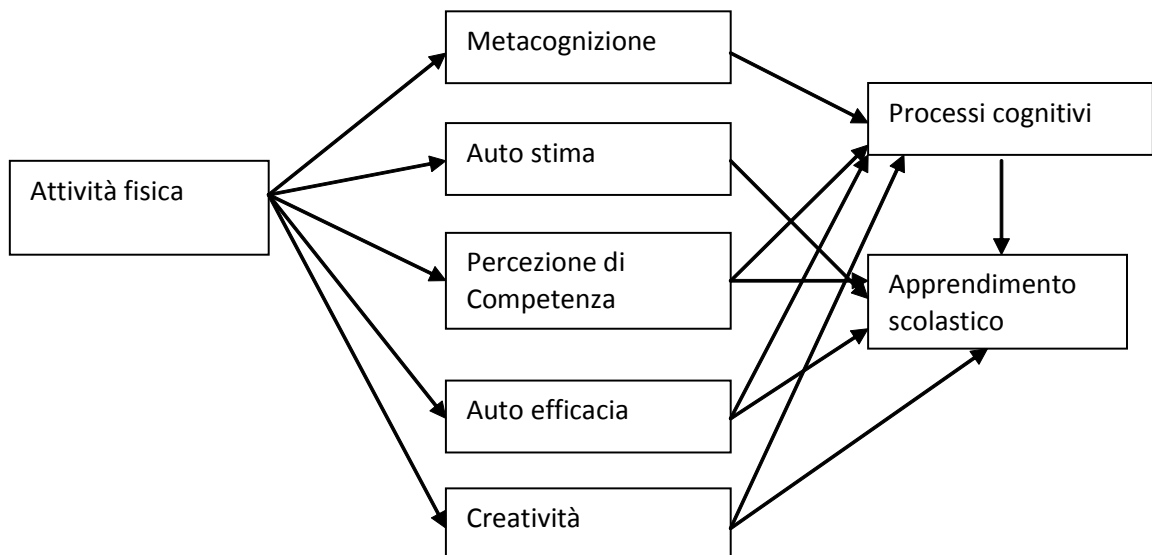 Metacognizione
Processi cognitivi
Auto stima
Attività fisica
Percezione di
Competenza
Apprendimento
scolastico
Auto efficacia
Creatività